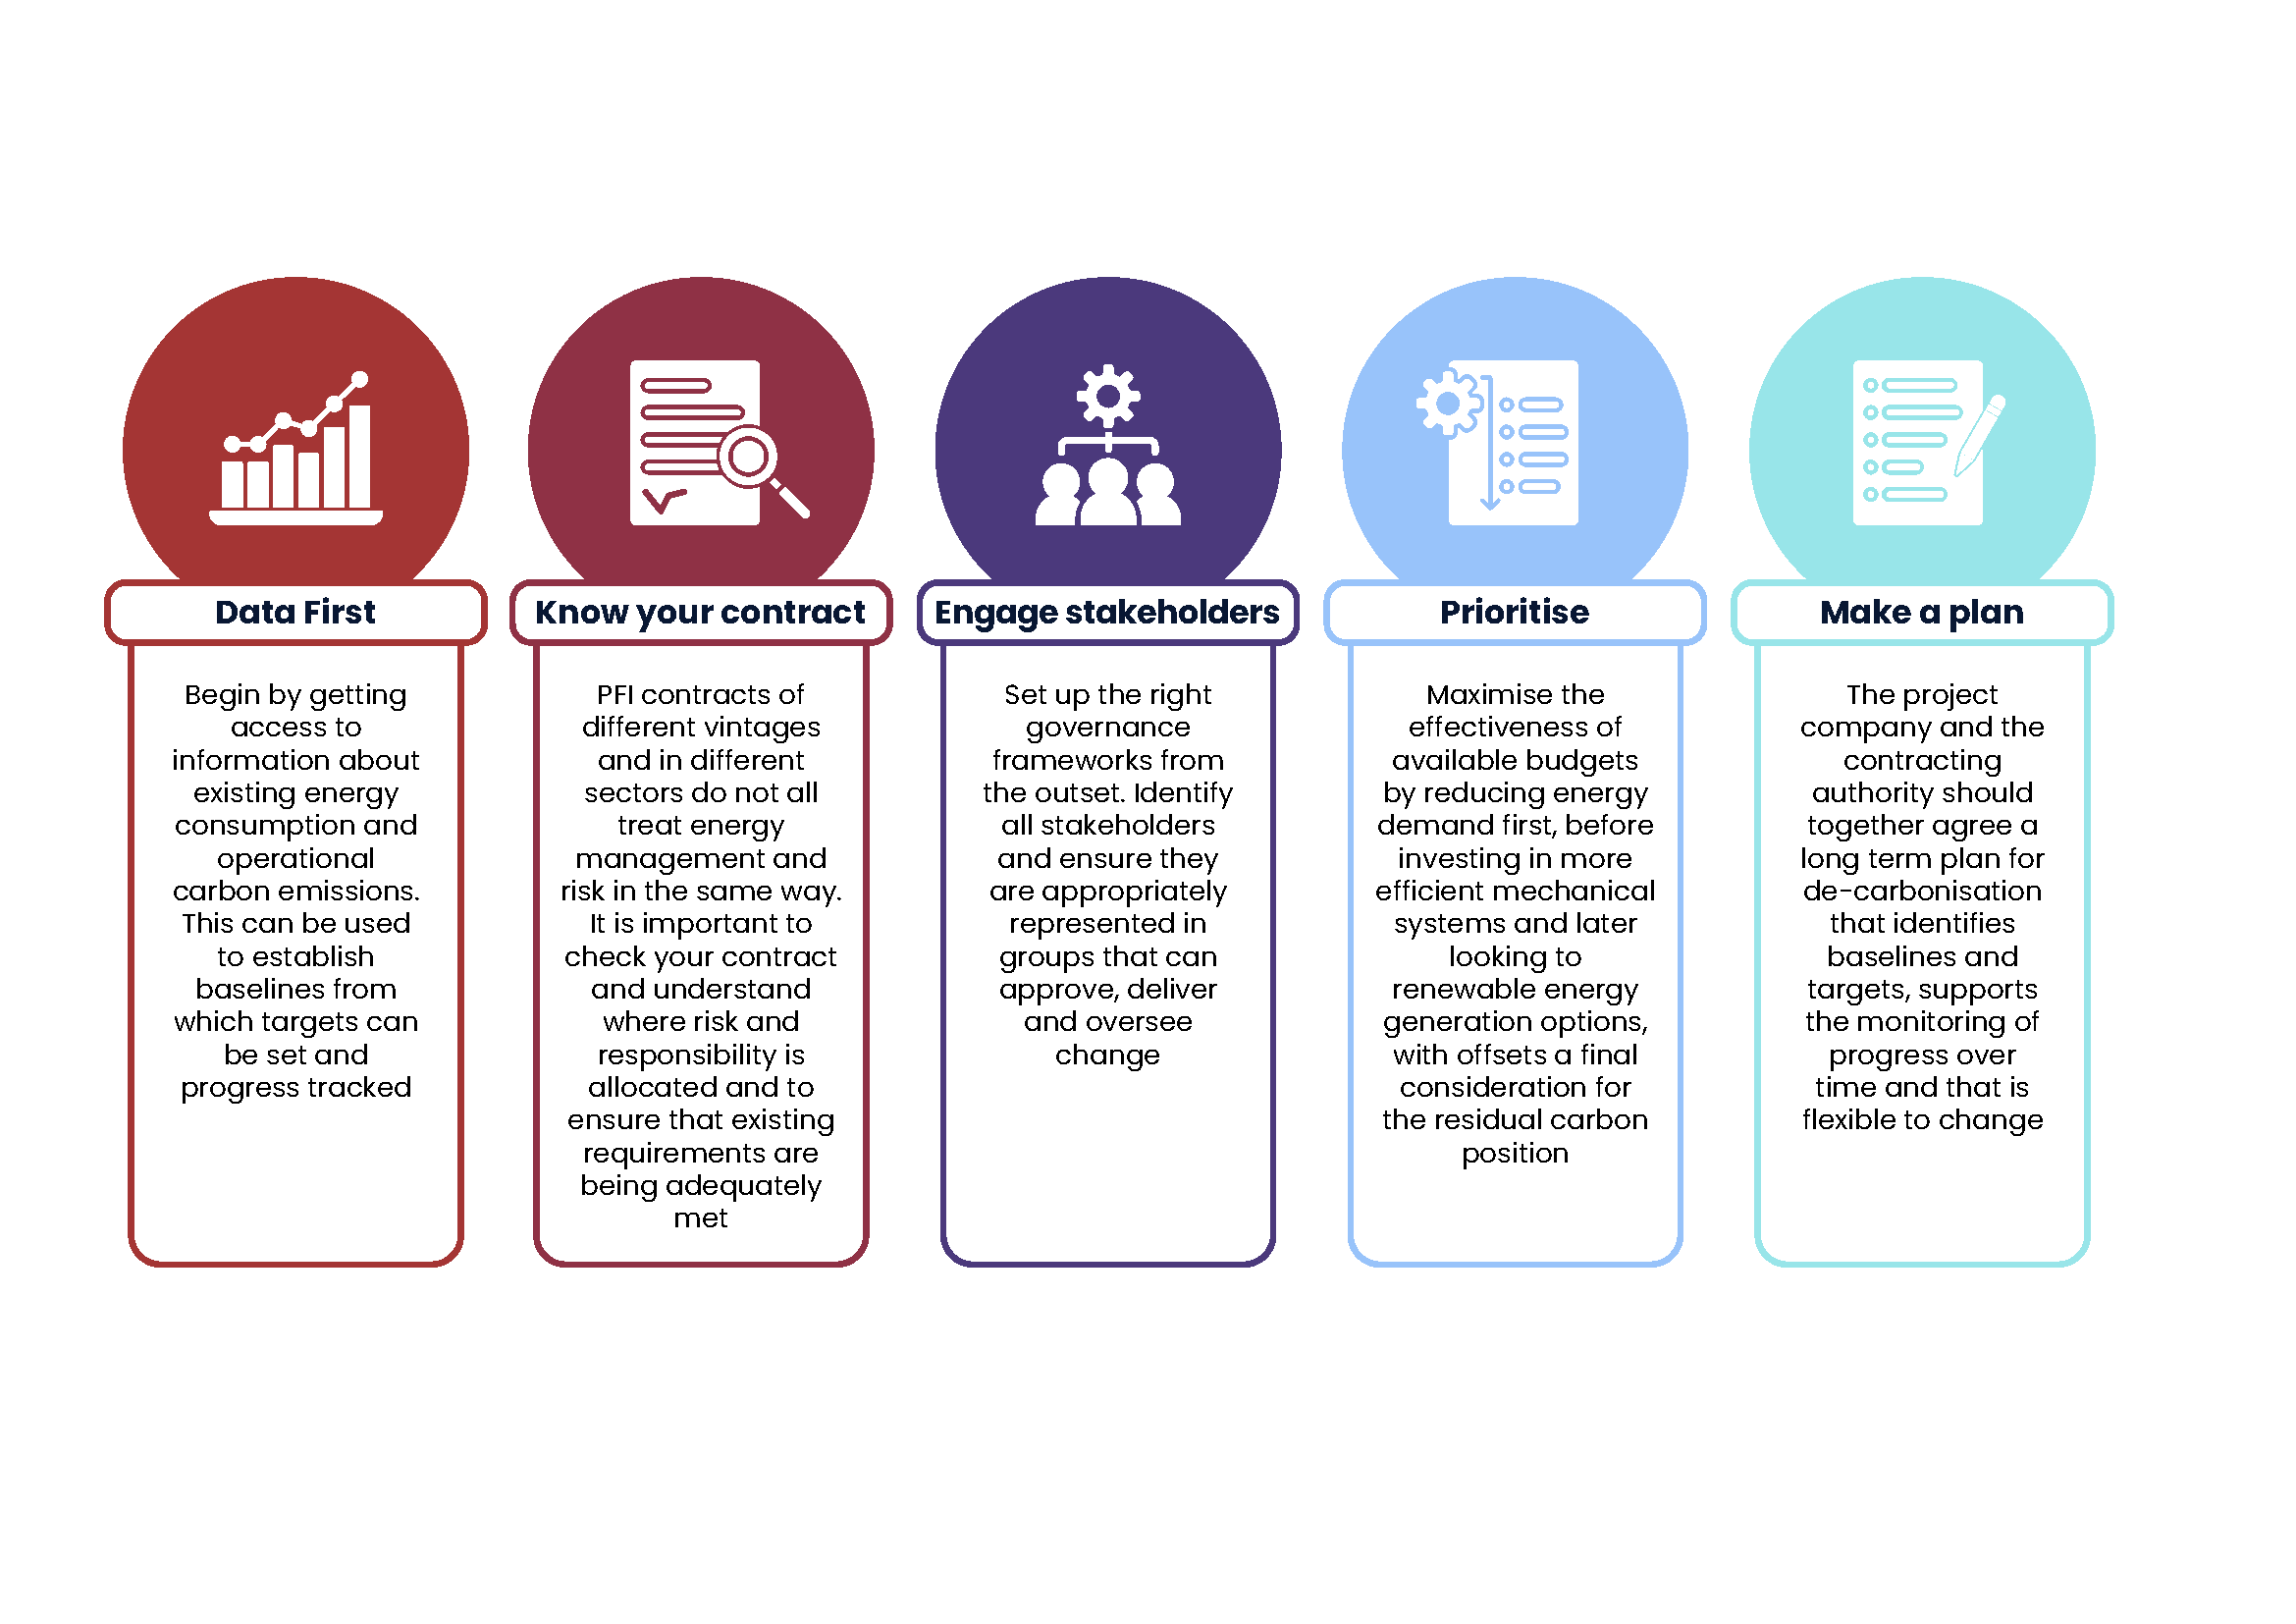 Data First
Begin by getting
access to
information about
existing energy
consumption and
operational
carbon emissions.
This can be used
to establish
baselines from
which targets can
be set and
progress tracked
Know your contract
PFI contracts of
different vintages
and in different
sectors do not all
treat energy
management and
risk in the same way.
It is important to
check your contract
and understand
where risk and
responsibility is
allocated and to
ensure that existing
requirements are
being adequately
met
Engage stakeholders
Set up the right
governance
frameworks from
the outset. Identify
all stakeholders
and ensure they
are appropriately
represented in
groups that can
approve, deliver
and oversee
change
Prioritise
Maximise the
effectiveness of
available budgets
by reducing energy
demand first, before
investing in more
efficient mechanical
systems and later
looking to
renewable energy
generation options,
with offsets a final
consideration for
the residual carbon
position
Make a plan
The project
company and the
contracting
authority should
together agree a
long term plan for
de-carbonisation
that identifies
baselines and
targets, supports
the monitoring of
progress over
time and that is
flexible to change